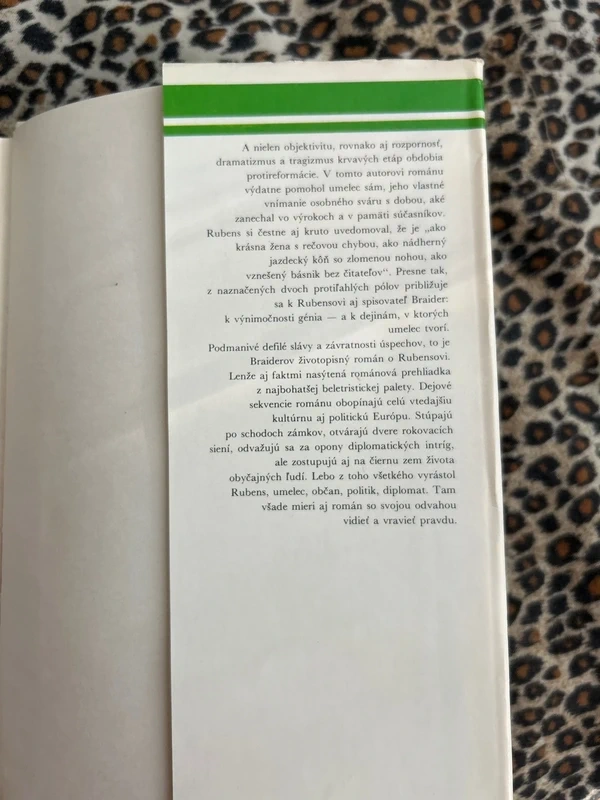 A nielen objektivitu, rovnako aj rozpornosť,
dramatizmus a tragizmus krvavých etáp obdobia
protireformácie. V tomto autorovi románu
výdatne pomohol umelec sám, jeho vlastné
vnímanie osobného sváru s dobou, aké
zanechal vo výrokoch a v pamäti súčasníkov.
Rubens si čestne aj kruto uvedomoval, že je „ako
krásna žena s rečovou chybou, ako nádherný
jazdecký kôň so zlomenou nohou, ako
vznešený básnik bez čitateľov“. Presne tak,
z naznačených dvoch protiľahlých pólov približuje
sa k Rubensovi aj spisovateľ Braider:
k výnimočnosti génia — a k dejinám, v ktorých
umelec tvorí.
Podmanivé defilé slávy a závratnosti úspechov, to je
Braiderov životopisný román o Rubensovi.
Lenže aj faktmi nasýtená románová prehliadka
z najbohatšej beletristickej palety. Dejové
sekvencie románu obopínajú celú vtedajšiu
kultúrnu aj politickú Európu. Stúpajú
po schodoch zámkov, otvárajú dvere rokovacích
siení, odvažujú sa za opony diplomatických intríg,
ale zostupujú aj na čiernu zem života
obyčajných ľudí. Lebo z toho všetkého vyrástol
Rubens, umelec, občan, politik, diplomat. Tam
všade mieri aj román so svojou odvahou
vidieť a vravieť pravdu.